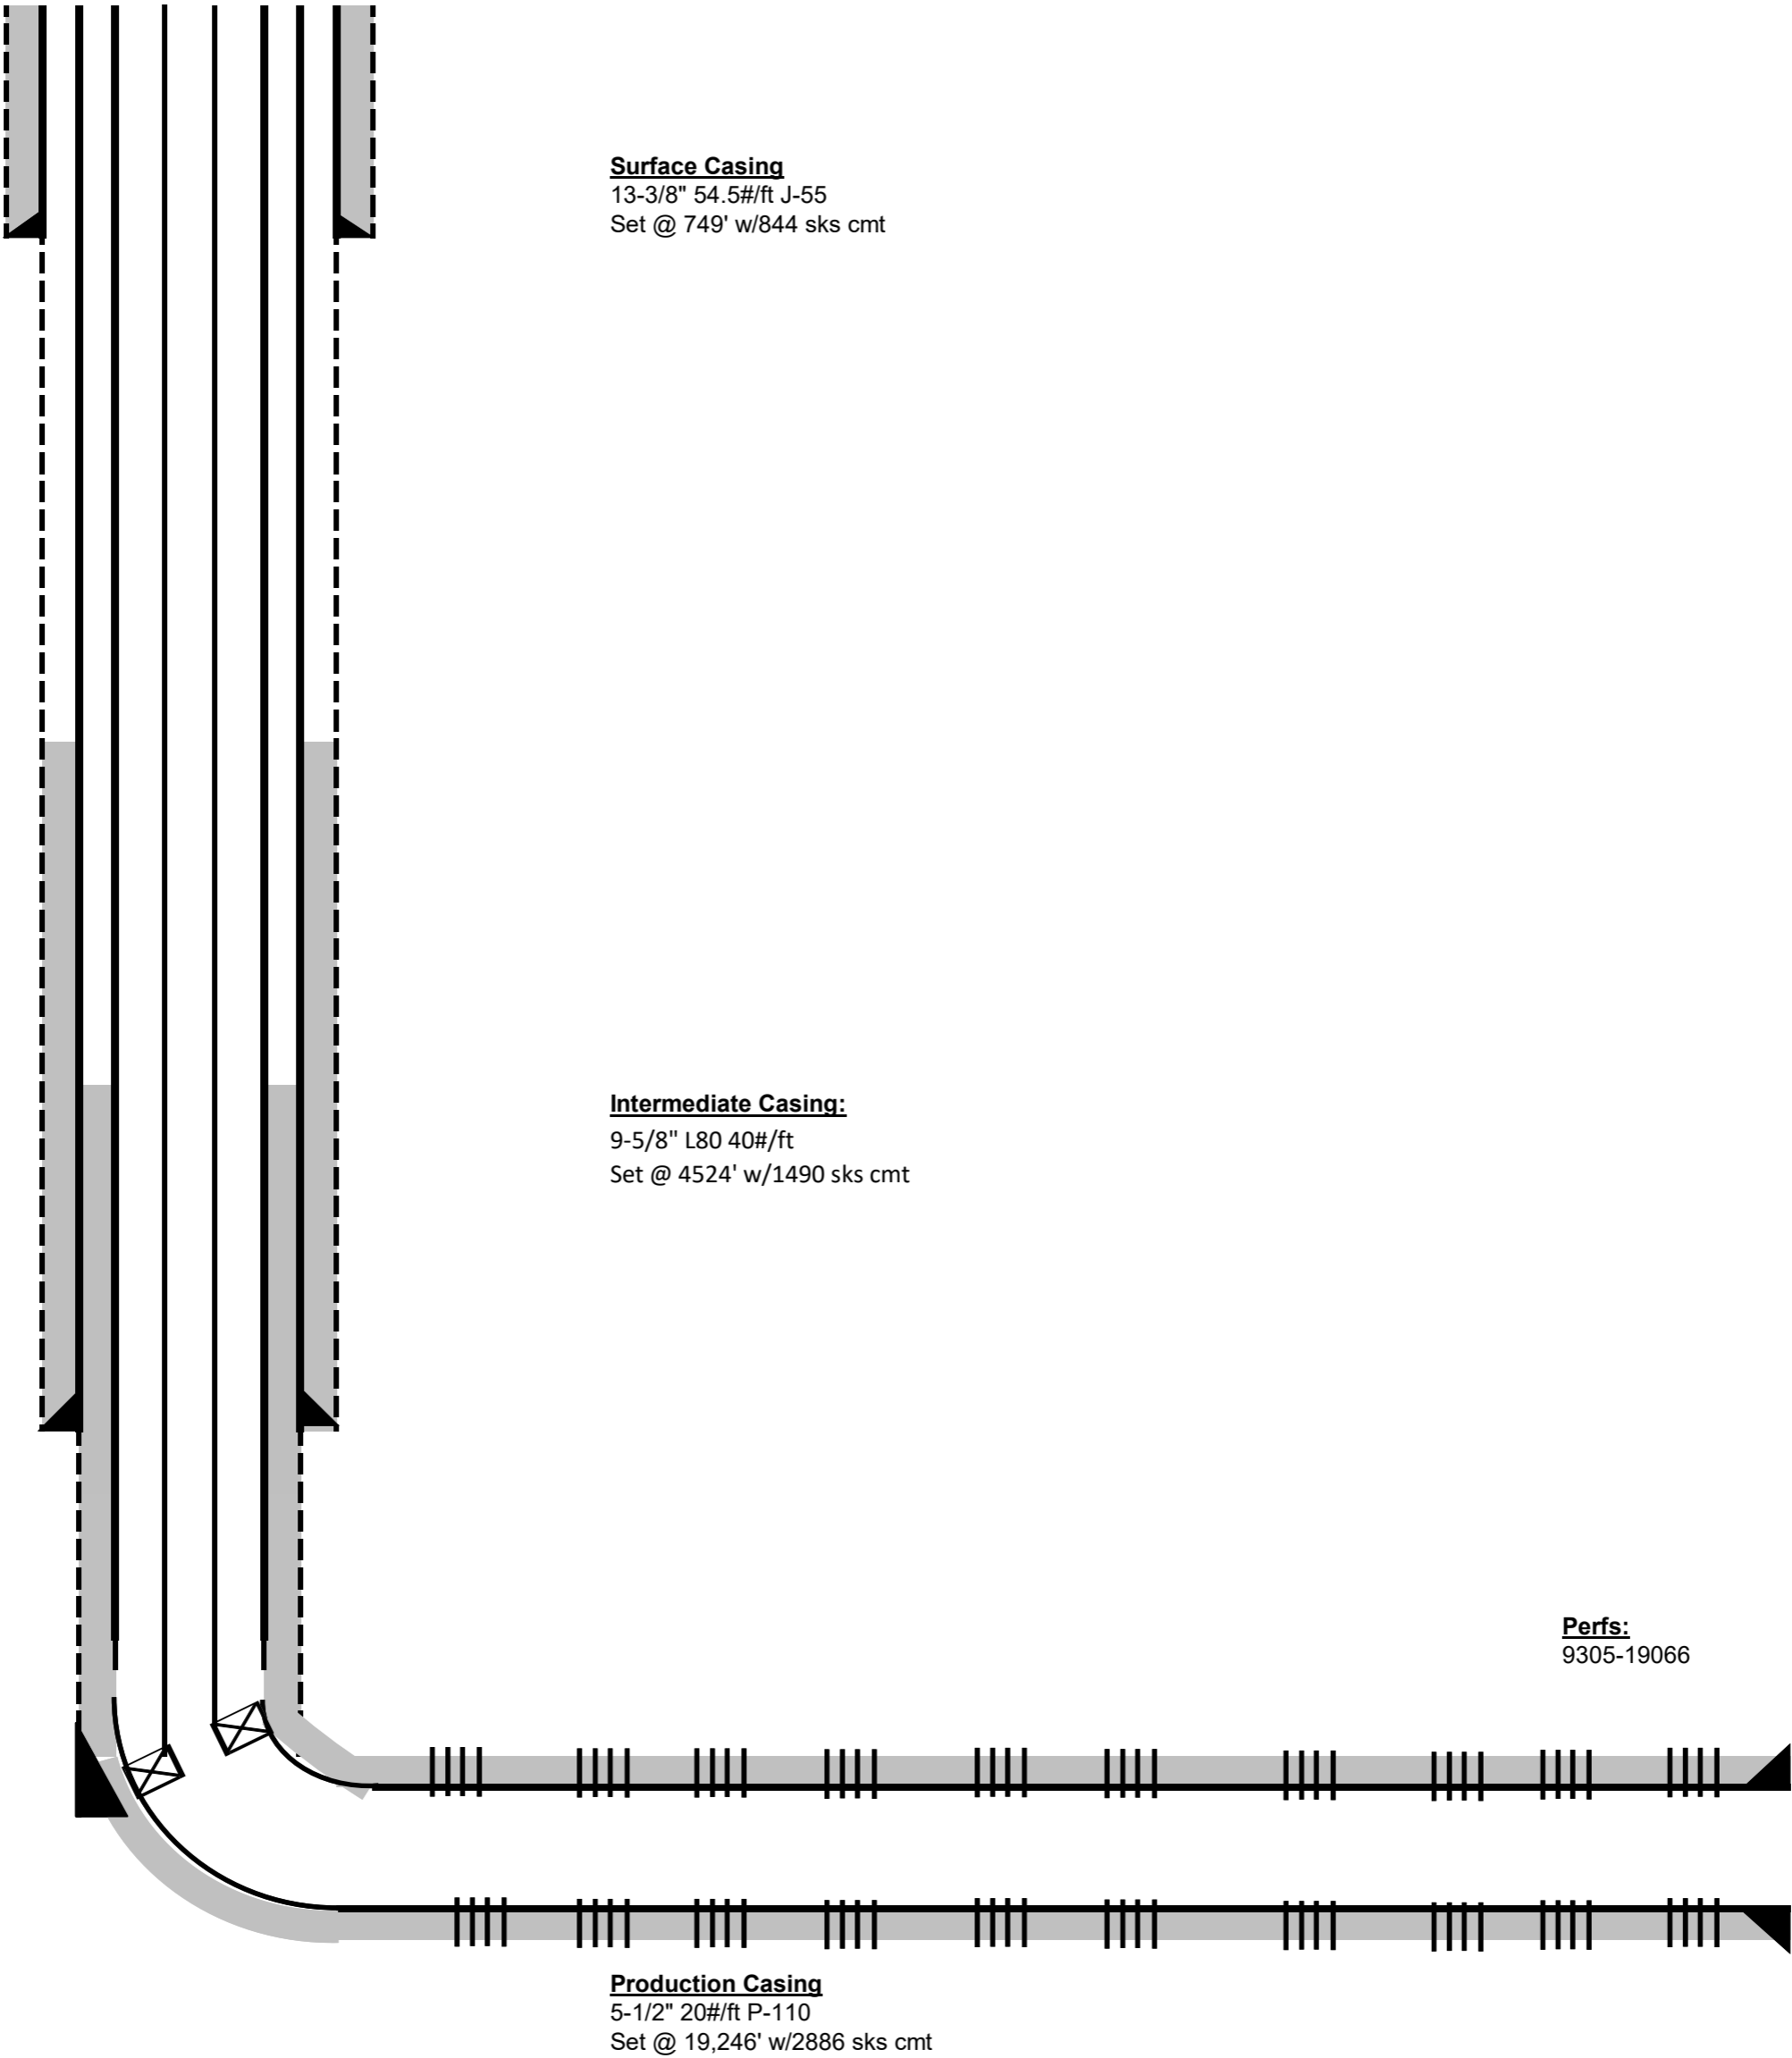 Surface Casing
13-3/8" 54.5#/ft J-55
Set @ 749' w/844 sks cmt
Intermediate Casing:
9-5/8" L80 40#/ft
Set @ 4524' w/1490 sks cmt
Perfs:
9305-19066
Production Casing
5-1/2" 20#/ft P-110
Set @ 19,246' w/2886 sks cmt